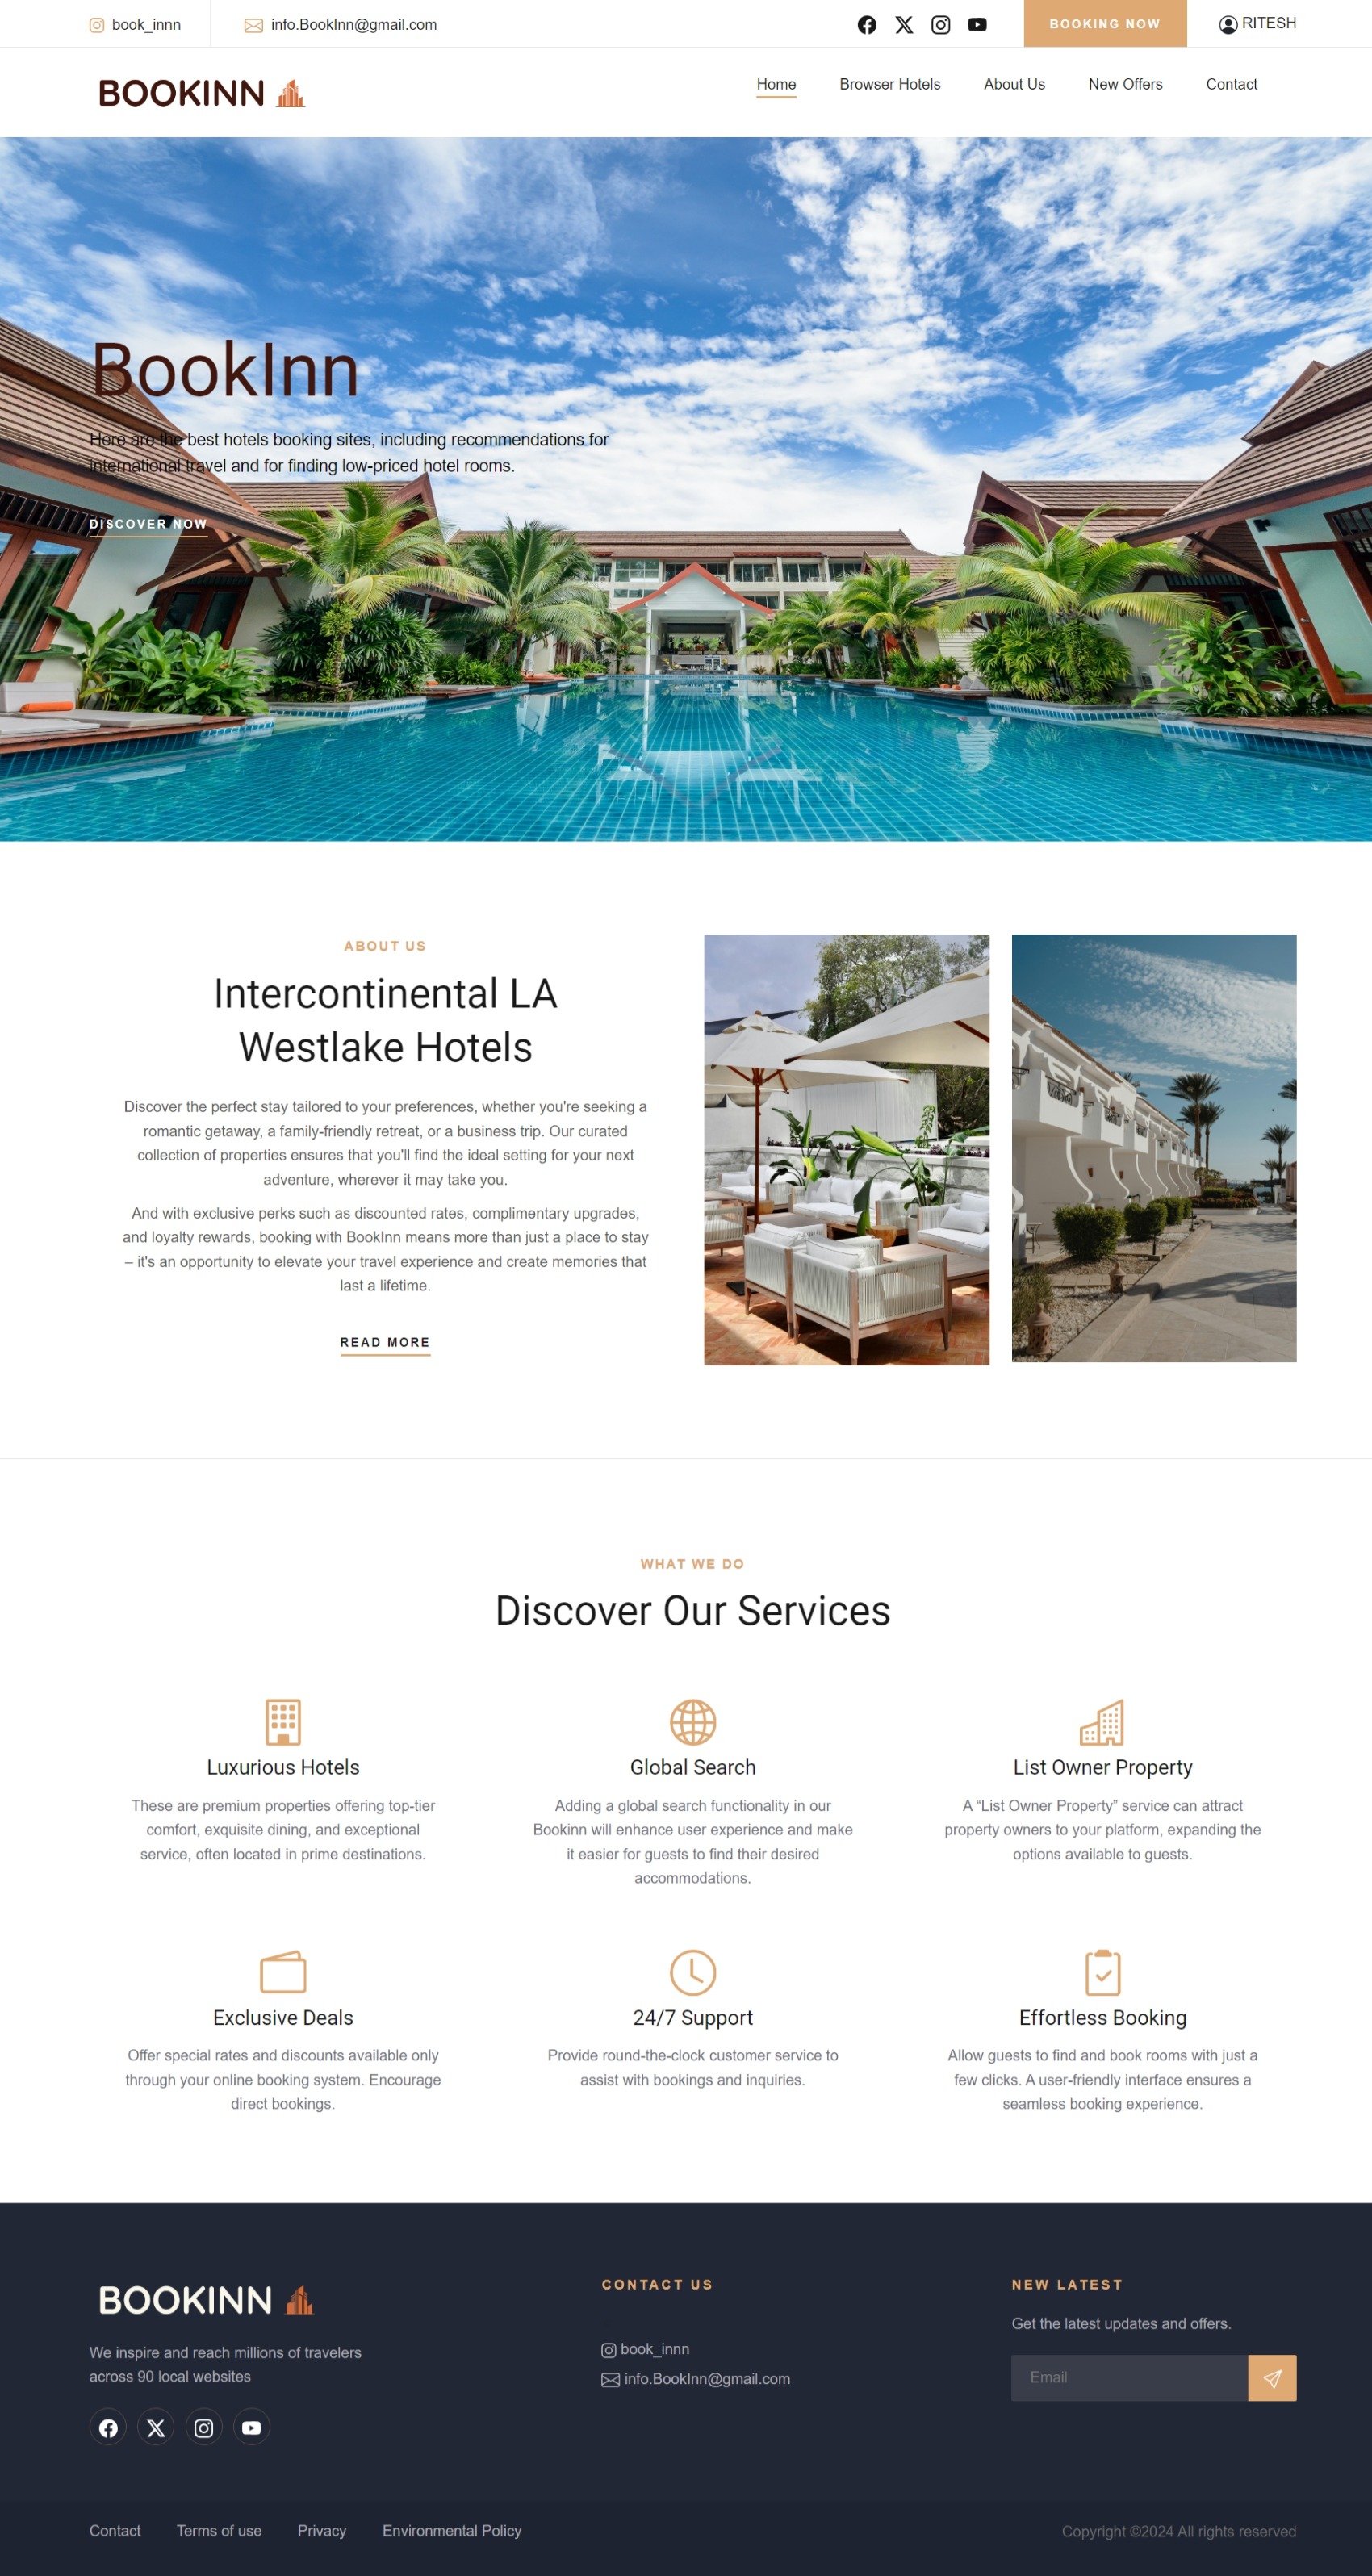 book_innn
info.BookInn@gmail.com
BOOKING NOW
RITESH
BOOKINN
Home
Browser Hotels
About Us
New Offers
Contact
BookInn
Here are the best hotels booking sites, including recommendations for
international travel and for finding low-priced hotel rooms.
DISCOVER NOW
ABOUT US
Intercontinental LA
Westlake Hotels
Discover the perfect stay tailored to your preferences, whether you're seeking a
romantic getaway, a family-friendly retreat, or a business trip. Our curated
collection of properties ensures that you'll find the ideal setting for your next
adventure, wherever it may take you.
And with exclusive perks such as discounted rates, complimentary upgrades,
and loyalty rewards, booking with BookInn means more than just a place to stay
– it's an opportunity to elevate your travel experience and create memories that
last a lifetime.
READ MORE
WHAT WE DO
Discover Our Services
Luxurious Hotels
These are premium properties offering top-tier
comfort, exquisite dining, and exceptional
service, often located in prime destinations.
Global Search
Adding a global search functionality in our
Bookinn will enhance user experience and make
it easier for guests to find their desired
accommodations.
List Owner Property
A “List Owner Property” service can attract
property owners to your platform, expanding the
options available to guests.
Exclusive Deals
Offer special rates and discounts available only
through your online booking system. Encourage
direct bookings.
24/7 Support
Provide round-the-clock customer service to
assist with bookings and inquiries.
Effortless Booking
Allow guests to find and book rooms with just a
few clicks. A user-friendly interface ensures a
seamless booking experience.
BOOKINN
We inspire and reach millions of travelers
across 90 local websites
CONTACT US
book_innn
info.BookInn@gmail.com
NEW LATEST
Get the latest updates and offers.
Email
Contact
Terms of use
Privacy
Environmental Policy
Copyright ©2024 All rights reserved